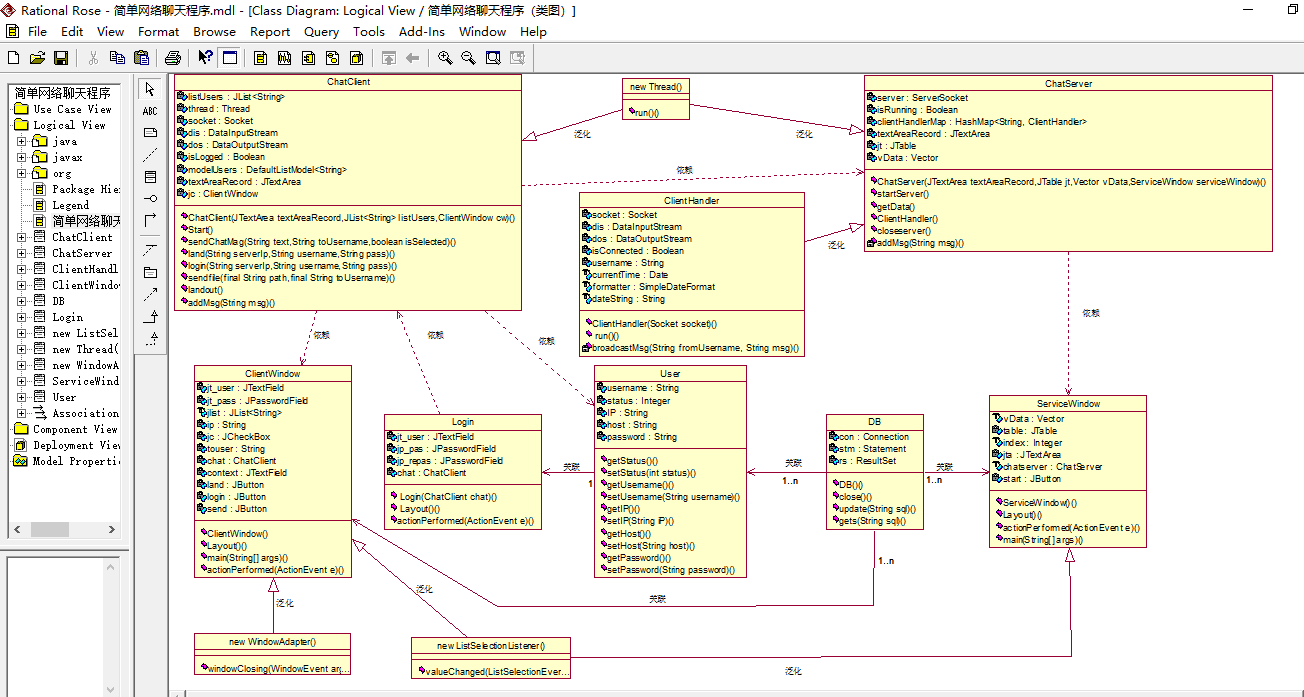 Rational Rose - 简单网络聊天程序.mdl - [Class Diagram: Logical View / 简单网络聊天程序（类图）]
File Edit View Format Browse Report Query Tools Add-Ins Window Help
简单网络聊天程序
Use Case View
Logical View
java
javax
org
Package Hie
Legend
简单网络聊天
ChatClient
ChatServer
ClientHandl
ClientWindo
DB
Login
new ListSel
new Thread(
new WindowA
ServiceWind
User
Association
Component View
Deployment Vie
Model Properti
ABC
ChatClient
listUsers : JList<String>
thread : Thread
socket : Socket
dis : DataInputStream
dos : DataOutputStream
isLogged : Boolean
modelUsers : DefaultListModel<String>
textAreaRecord : JTextArea
jc : ClientWindow
ChatClient(JTextArea textAreaRecord,JList<String> listUsers,ClientWindow cw)()
Start()
sendChatMag(String text,String toUsername,boolean isSelected)()
land(String serverIp,String username,String pass)()
login(String serverIp,String username,String pass)()
sendfile(final String path,final String toUsername)()
landout()
addMsg(String msg)()
new Thread()
run()()
泛化
泛化
依赖
ChatServer
server : ServerSocket
isRunning : Boolean
clientHandlerMap : HashMap<String, ClientHandler>
textAreaRecord : JTextArea
jt : JTable
vData : Vector
ChatServer(JTextArea textAreaRecord,JTable jt,Vector vData,ServiceWindow serviceWindow)()
startServer()
getData()
ClientHandler()
closeserver()
addMsg(String msg)()
ClientHandler
socket : Socket
dis : DataInputStream
dos : DataOutputStream
isConnected : Boolean
username : String
currentTime : Date
formatter : SimpleDateFormat
dateString : String
ClientHandler(Socket socket)()
run()()
broadcastMsg(String fromUsername, String msg)()
泛化
依赖
依赖
依赖
依赖
ClientWindow
jt_user : JTextField
jt_pass : JPasswordField
jlist : JList<String>
ip : String
jc : JCheckBox
touser : String
chat : ChatClient
context : JTextField
land : JButton
login : JButton
send : JButton
ClientWindow()
Layout()()
main(String[] args)()
actionPerformed(ActionEvent e)()
Login
jt_user : JTextField
jp_pas : JPasswordField
jp_repas : JPasswordField
chat : ChatClient
Login(ChatClient chat)()
Layout()()
actionPerformed(ActionEvent e)()
关联
1
User
username : String
status : Integer
IP : String
host : String
password : String
getStatus()()
setStatus(int status)()
getUsername()()
setUsername(String username)()
getIP()()
setIP(String IP)()
getHost()()
setHost(String host)()
getPassword()()
setPassword(String password)()
关联
1..n
DB
con : Connection
stm : Statement
rs : ResultSet
DB()()
close()()
update(String sql)()
gets(String sql)()
关联
1..n
1..n
ServiceWindow
vData : Vector
table : JTable
index : Integer
jta : JTextArea
chatserver : ChatServer
start : JButton
ServiceWindow()()
Layout()()
actionPerformed(ActionEvent e)()
main(String[] args)()
泛化
泛化
关联
new WindowAdapter()
windowClosing(WindowEvent arg...
new ListSelectionListener()
valueChanged(ListSelectionEver...
泛化